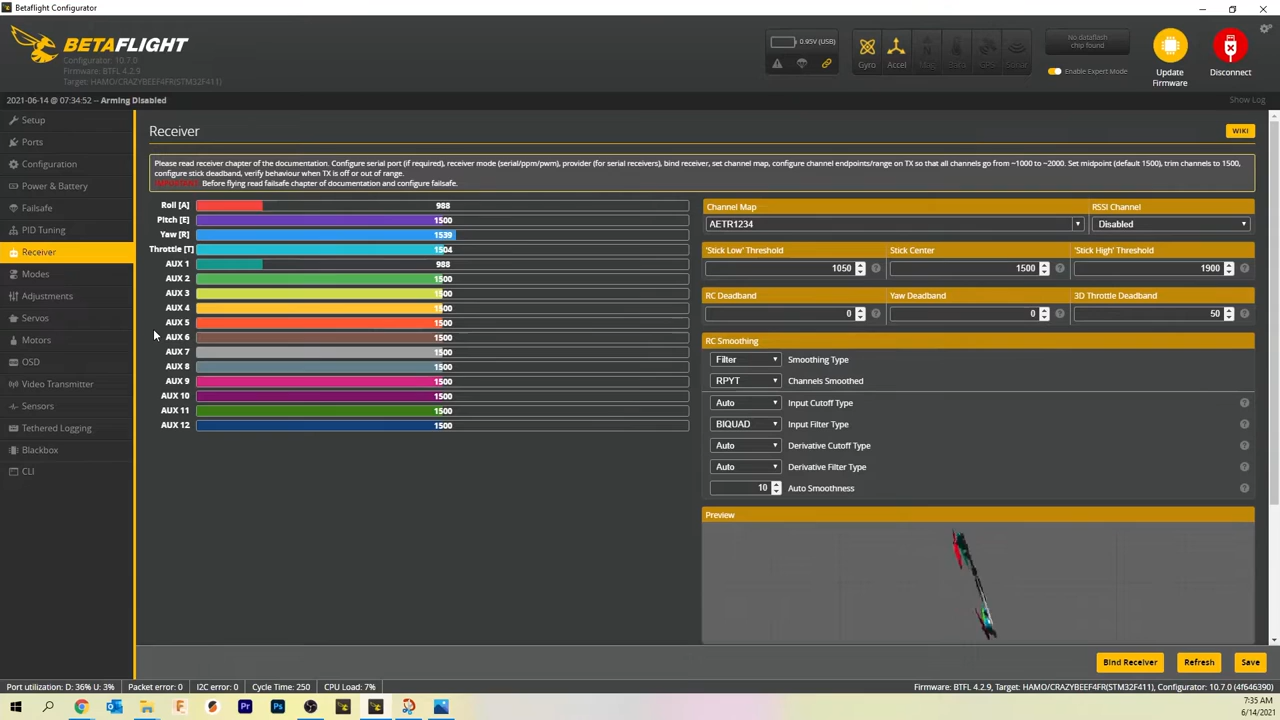 Betaflight Configurator
BETAFLIGHT
Configurator: 10.7.0
Firmware: BTFL 4.2.9
Target: HAMO/CRAZYBEEF4FR(STM32F411)
0.95V (USB)
Gyro
Accel
Mag
Baro
GPS
Sonar
No dataflash
chip found
Enable Expert Mode
Update
Firmware
Disconnect
2021-06-14 @ 07:34:52 -- Arming Disabled
Show Log
Setup
Ports
Configuration
Power & Battery
Failsafe
PID Tuning
Receiver
Modes
Adjustments
Servos
Motors
OSD
Video Transmitter
Sensors
Tethered Logging
Blackbox
CLI
Receiver
WIKI
Please read receiver chapter of the documentation. Configure serial port (if required), receiver mode (serial/ppm/pwm), provider (for serial receivers), bind receiver, set channel map, configure channel endpoints/range on TX so that all channels go from ~1000 to ~2000. Set midpoint (default 1500), trim channels to 1500,
configure stick deadband, verify behaviour when TX is off or out of range.
IMPORTANT: Before flying read failsafe chapter of documentation and configure failsafe.
Roll [A] 988
Pitch [E] 1500
Yaw [R] 1539
Throttle [T] 1504
AUX 1 988
AUX 2 1500
AUX 3 1500
AUX 4 1500
AUX 5 1500
AUX 6 1500
AUX 7 1500
AUX 8 1500
AUX 9 1500
AUX 10 1500
AUX 11 1500
AUX 12 1500
Channel Map RSSI Channel
AETR1234 Disabled
'Stick Low' Threshold Stick Center 'Stick High' Threshold
1050 1500 1900
RC Deadband Yaw Deadband 3D Throttle Deadband
0 0 50
RC Smoothing
Filter Smoothing Type
RPYT Channels Smoothed
Auto Input Cutoff Type
BIQUAD Input Filter Type
Auto Derivative Cutoff Type
Auto Derivative Filter Type
10 Auto Smoothness
Preview
Bind Receiver Refresh Save
Port utilization: D: 36% U: 3% Packet error: 0 I2C error: 0 Cycle Time: 250 CPU Load: 7% Firmware: BTFL 4.2.9, Target: HAMO/CRAZYBEEF4FR(STM32F411), Configurator: 10.7.0 (4f646390)
7:35 AM
6/14/2021